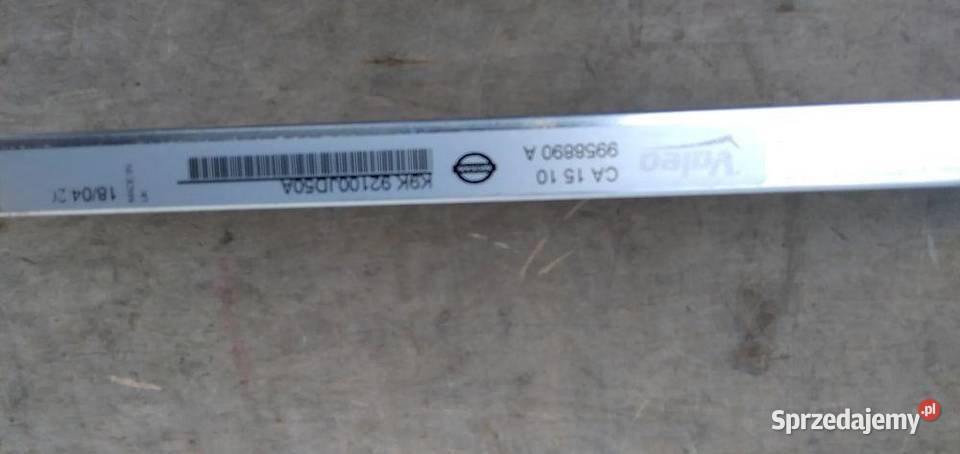 Valeo
CA 15 10
9958890 A
K9K 92100JD50A
18/04
Sprzedajemy.pl